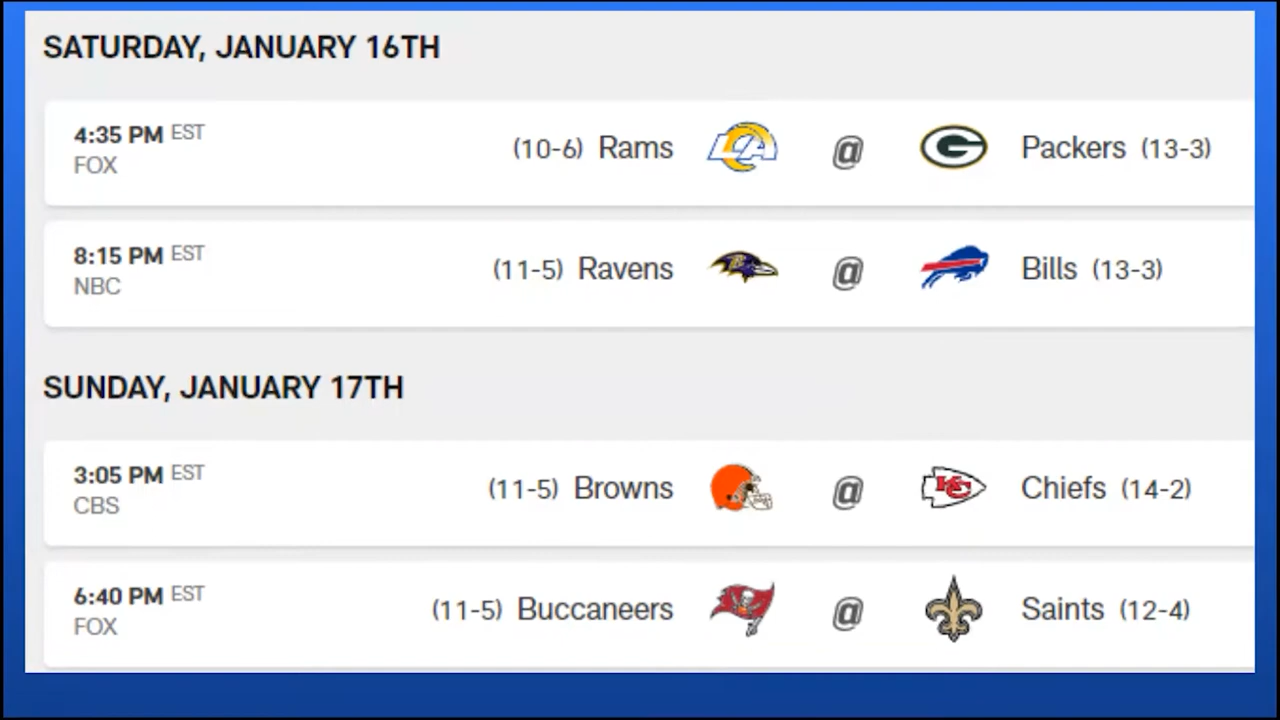 SATURDAY, JANUARY 16TH
4:35 PM EST
FOX
(10-6) Rams @ Packers (13-3)
8:15 PM EST
NBC
(11-5) Ravens @ Bills (13-3)
SUNDAY, JANUARY 17TH
3:05 PM EST
CBS
(11-5) Browns @ Chiefs (14-2)
6:40 PM EST
FOX
(11-5) Buccaneers @ Saints (12-4)